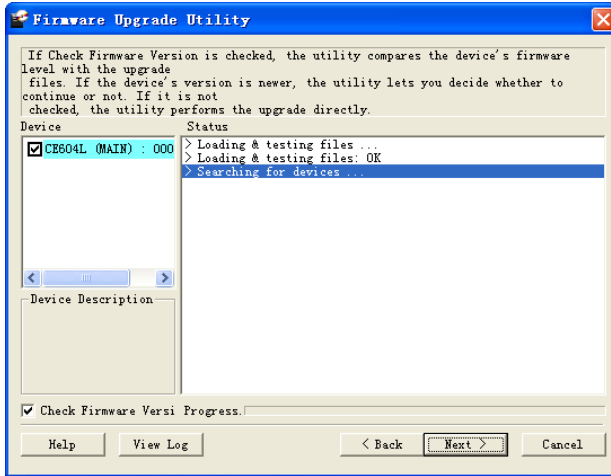 Firmware Upgrade Utility
If Check Firmware Version is checked, the utility compares the device's firmware
level with the upgrade
files. If the device's version is newer, the utility lets you decide whether to
continue or not. If it is not
checked, the utility performs the upgrade directly.
Device
Status
CE604L (MAIN) : 000
> Loading & testing files ...
> Loading & testing files: OK
> Searching for devices ...
Device Description
Check Firmware Versi Progress.
Help View Log < Back Next > Cancel